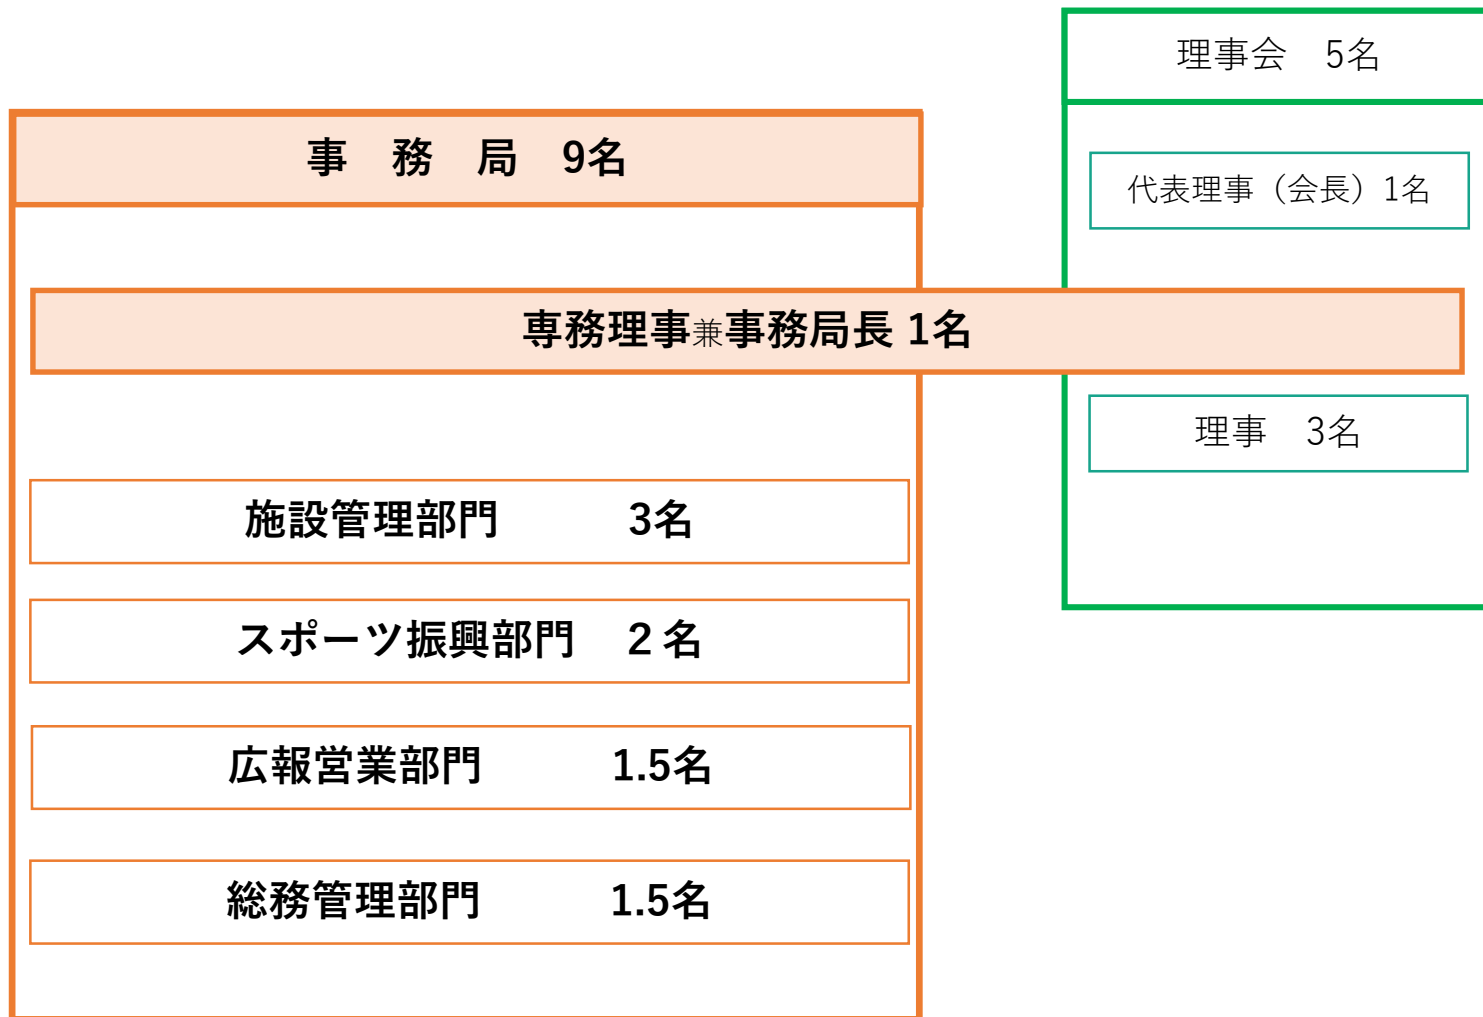 理事会　5名
事　務　局　9名
代表理事（会長）1名
専務理事兼事務局長 1名
理事　3名
施設管理部門　　　3名
スポーツ振興部門　２名
広報営業部門　　　1.5名
総務管理部門　　　1.5名